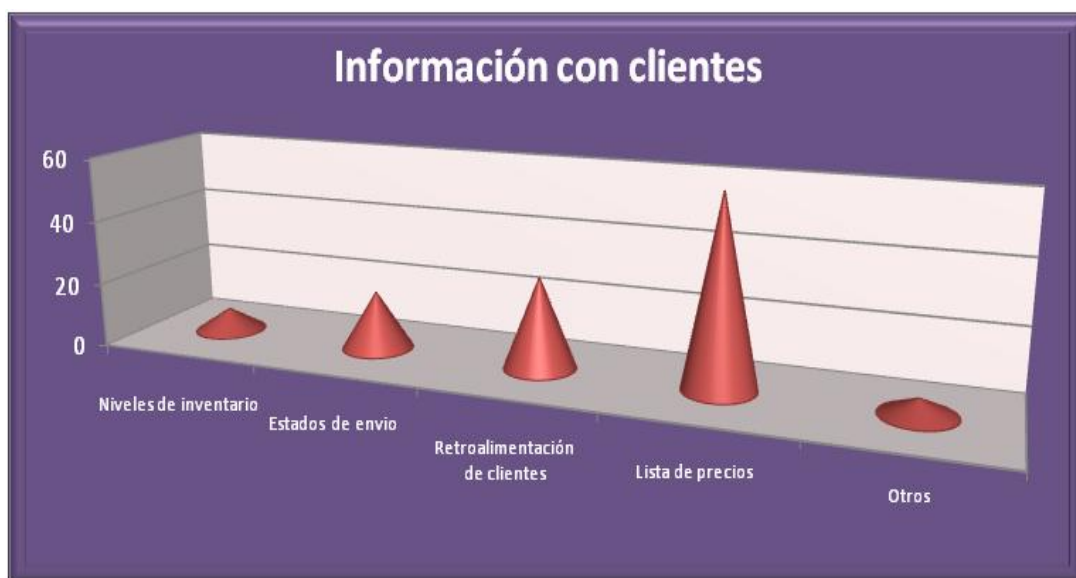 Información con clientes
60
40
20
0
Niveles de inventario
Estados de envio
Retroalimentación
de clientes
Lista de precios
Otros